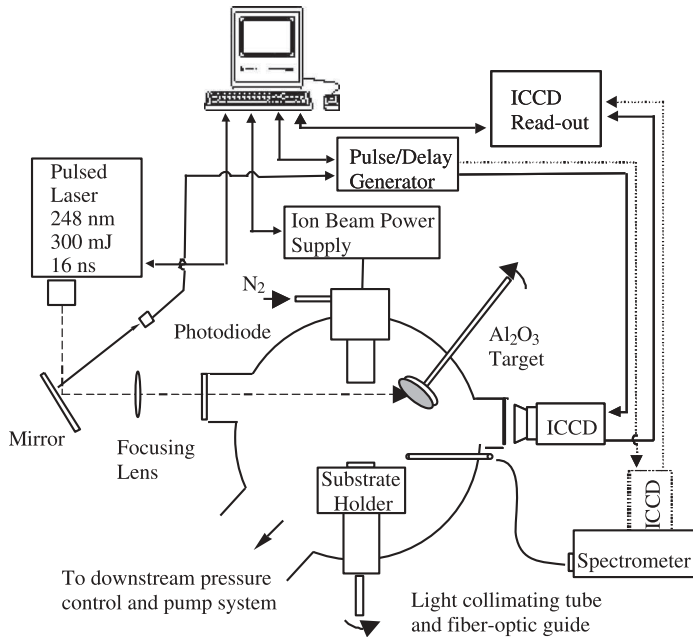 ICCD
Read-out
Pulse/Delay
Generator
Pulsed
Laser
248 nm
300 mJ
16 ns
Ion Beam Power
Supply
N2
Photodiode
Al2O3
Target
Mirror
Focusing
Lens
ICCD
Substrate
Holder
ICCD
Spectrometer
To downstream pressure
control and pump system
Light collimating tube
and fiber-optic guide